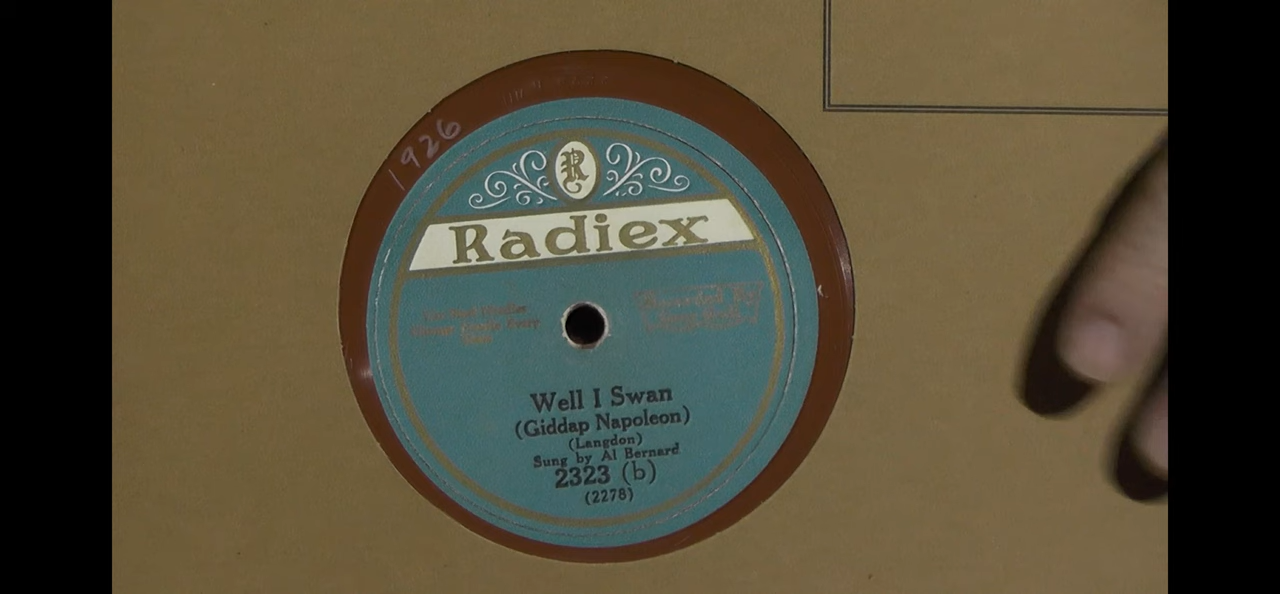 1926
R
Radiex
Well I Swan
(Giddap Napoleon)
(Langdon)
Sung by Al Bernard
2323 (b)
(2278)